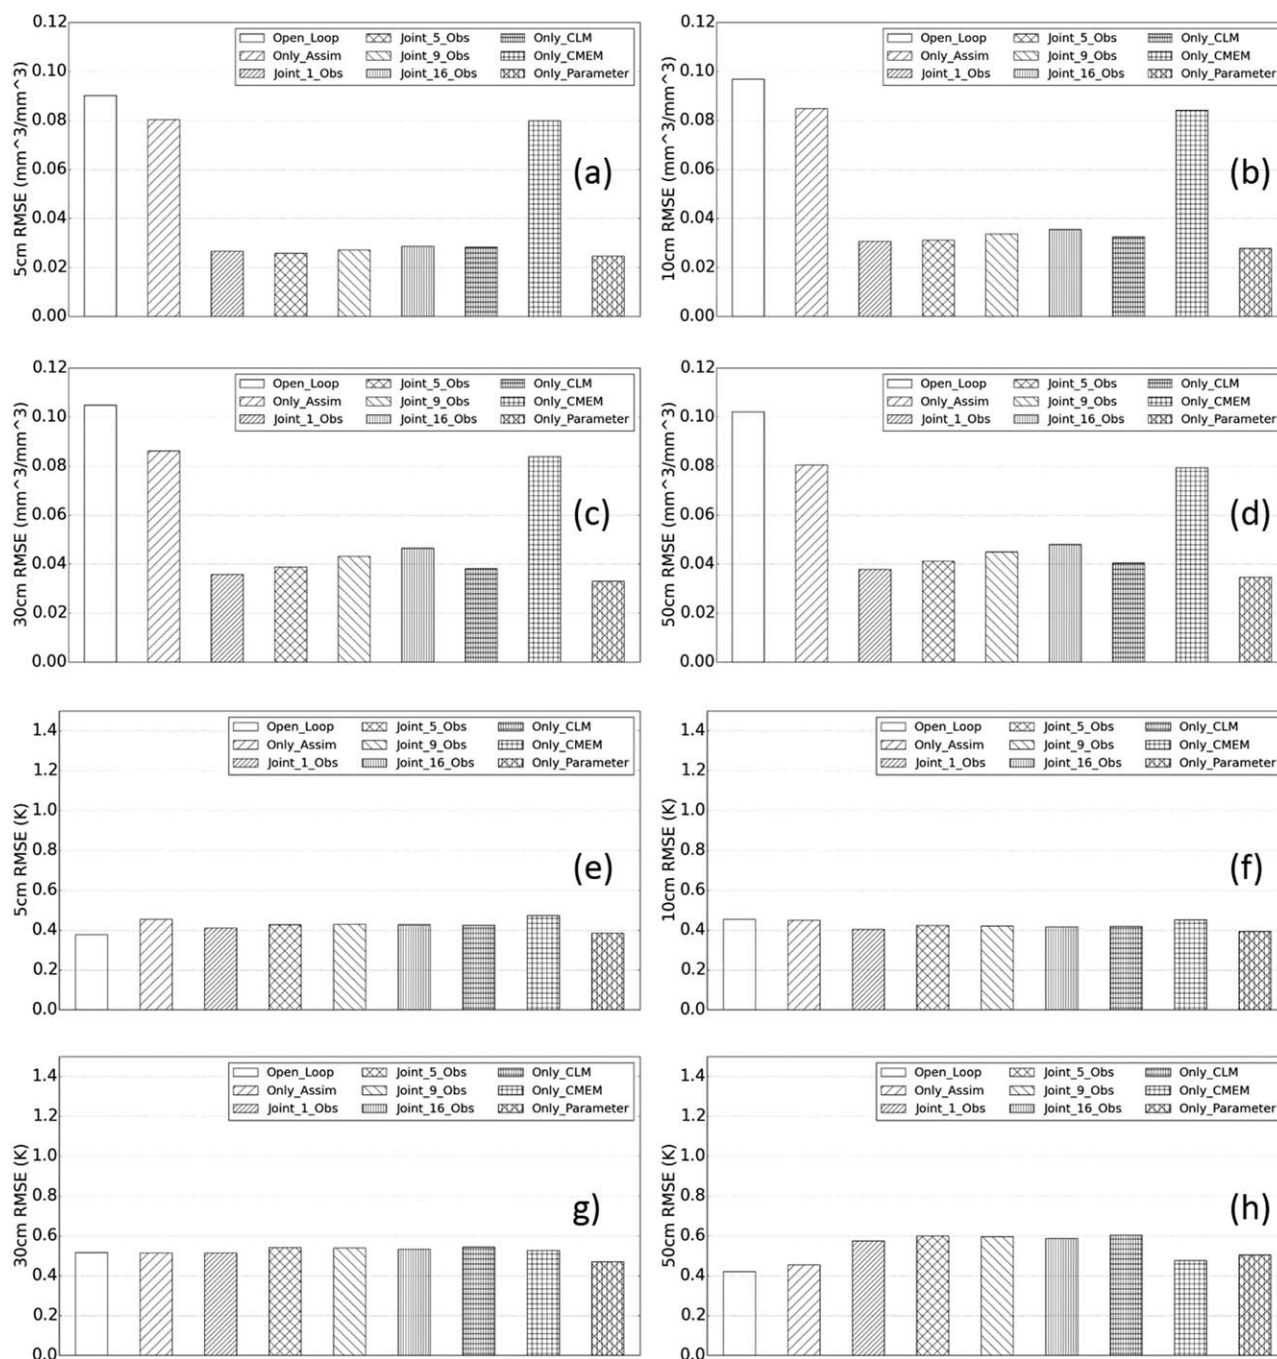 0.12
0.10
0.08
0.06
0.04
0.02
0.00
5cm RMSE (mm^3/mm^3)
Open_Loop Joint_5_Obs Only_CLM
Only_Assim Joint_9_Obs Only_CMEM
Joint_1_Obs Joint_16_Obs Only_Parameter
(a)
0.12
0.10
0.08
0.06
0.04
0.02
0.00
10cm RMSE (mm^3/mm^3)
Open_Loop Joint_5_Obs Only_CLM
Only_Assim Joint_9_Obs Only_CMEM
Joint_1_Obs Joint_16_Obs Only_Parameter
(b)
0.12
0.10
0.08
0.06
0.04
0.02
0.00
30cm RMSE (mm^3/mm^3)
Open_Loop Joint_5_Obs Only_CLM
Only_Assim Joint_9_Obs Only_CMEM
Joint_1_Obs Joint_16_Obs Only_Parameter
(c)
0.12
0.10
0.08
0.06
0.04
0.02
0.00
50cm RMSE (mm^3/mm^3)
Open_Loop Joint_5_Obs Only_CLM
Only_Assim Joint_9_Obs Only_CMEM
Joint_1_Obs Joint_16_Obs Only_Parameter
(d)
1.4
1.2
1.0
0.8
0.6
0.4
0.2
0.0
5cm RMSE (K)
Open_Loop Joint_5_Obs Only_CLM
Only_Assim Joint_9_Obs Only_CMEM
Joint_1_Obs Joint_16_Obs Only_Parameter
(e)
1.4
1.2
1.0
0.8
0.6
0.4
0.2
0.0
10cm RMSE (K)
Open_Loop Joint_5_Obs Only_CLM
Only_Assim Joint_9_Obs Only_CMEM
Joint_1_Obs Joint_16_Obs Only_Parameter
(f)
1.4
1.2
1.0
0.8
0.6
0.4
0.2
0.0
30cm RMSE (K)
Open_Loop Joint_5_Obs Only_CLM
Only_Assim Joint_9_Obs Only_CMEM
Joint_1_Obs Joint_16_Obs Only_Parameter
g)
1.4
1.2
1.0
0.8
0.6
0.4
0.2
0.0
50cm RMSE (K)
Open_Loop Joint_5_Obs Only_CLM
Only_Assim Joint_9_Obs Only_CMEM
Joint_1_Obs Joint_16_Obs Only_Parameter
(h)